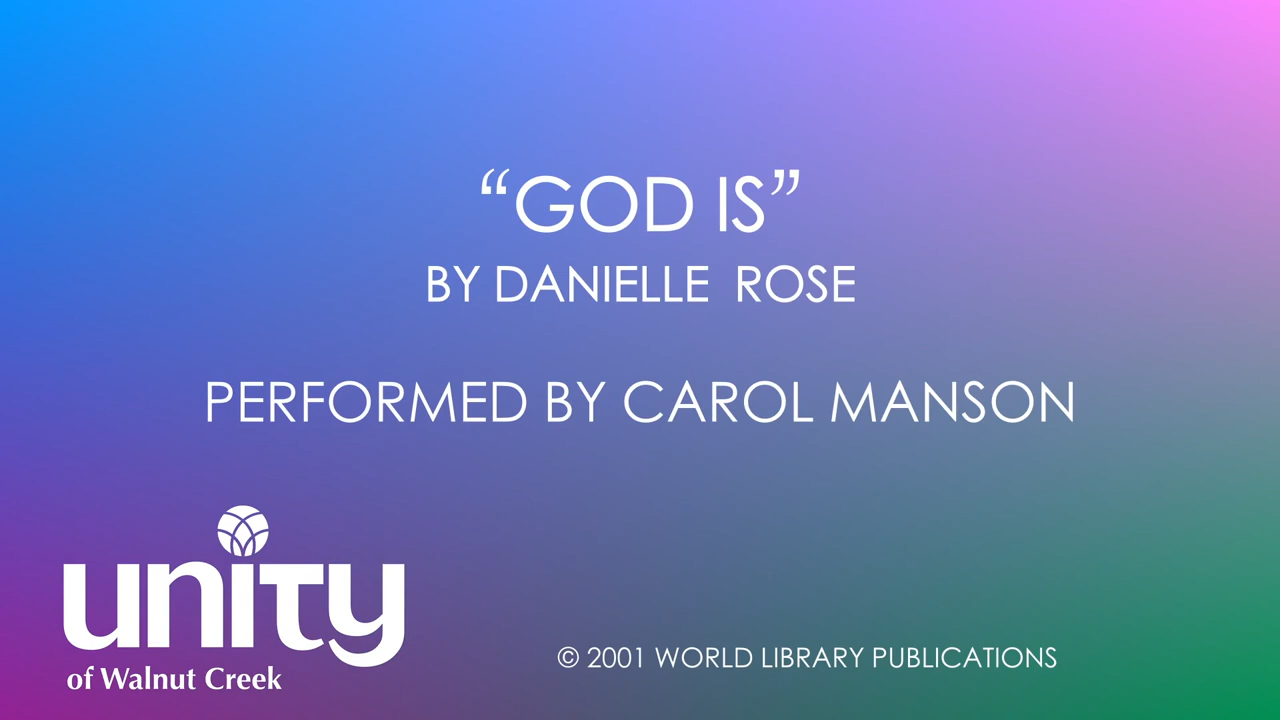 “GOD IS”
BY DANIELLE ROSE
PERFORMED BY CAROL MANSON
unity
of Walnut Creek
© 2001 WORLD LIBRARY PUBLICATIONS